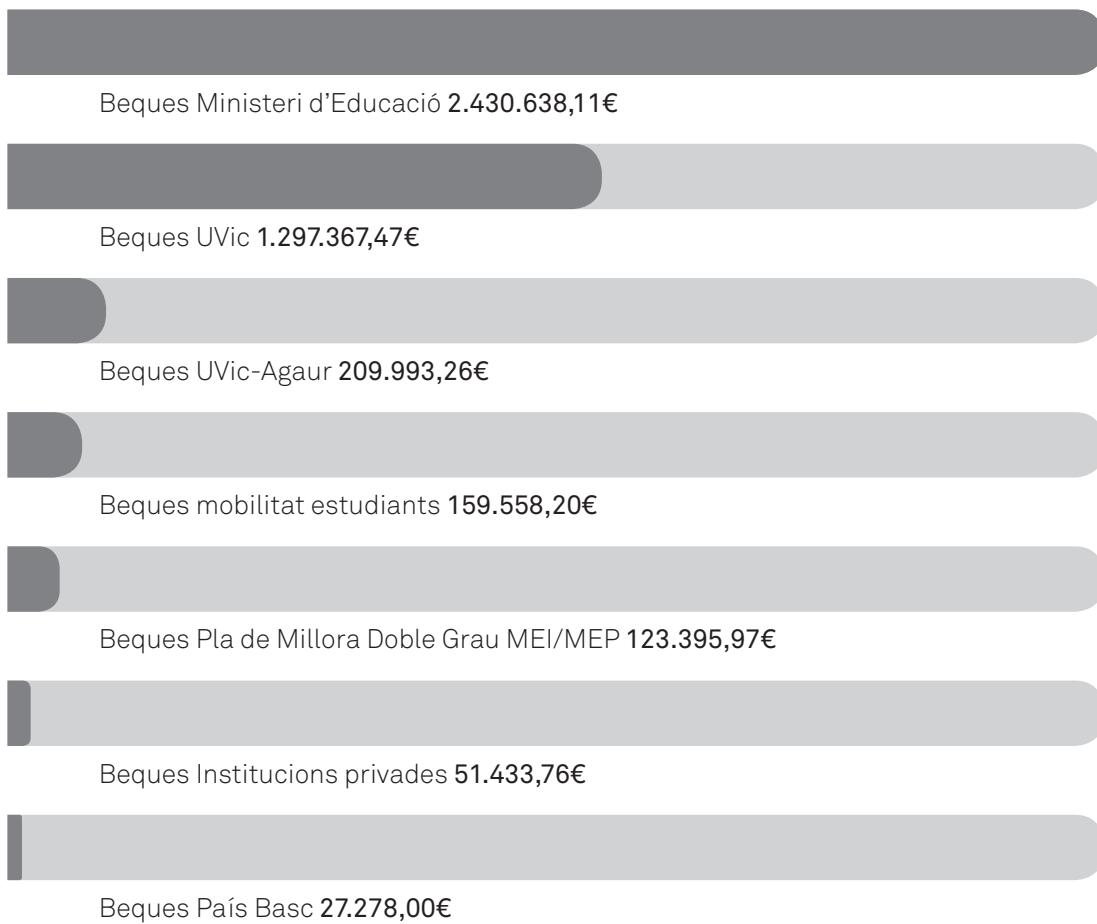 Beques Ministeri d’Educació 2.430.638,11€
Beques UVic 1.297.367,47€
Beques UVic-Agaur 209.993,26€
Beques mobilitat estudiants 159.558,20€
Beques Pla de Millora Doble Grau MEI/MEP 123.395,97€
Beques Institucions privades 51.433,76€
Beques País Basc 27.278,00€